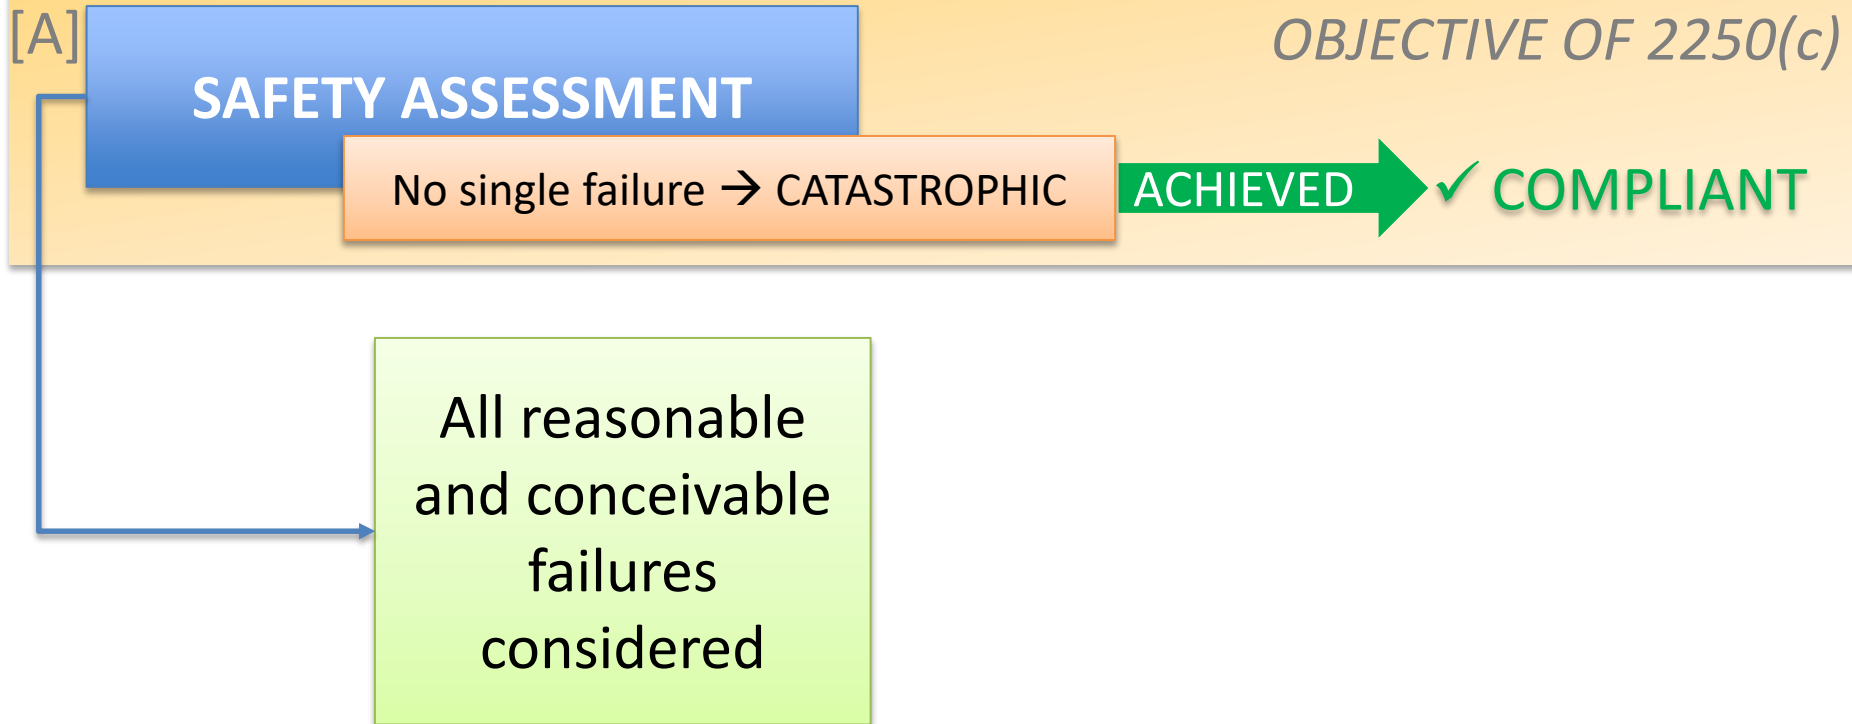 [A]
OBJECTIVE OF 2250(c)
SAFETY ASSESSMENT
No single failure → CATASTROPHIC
ACHIEVED
✓ COMPLIANT
All reasonable
and conceivable
failures
considered